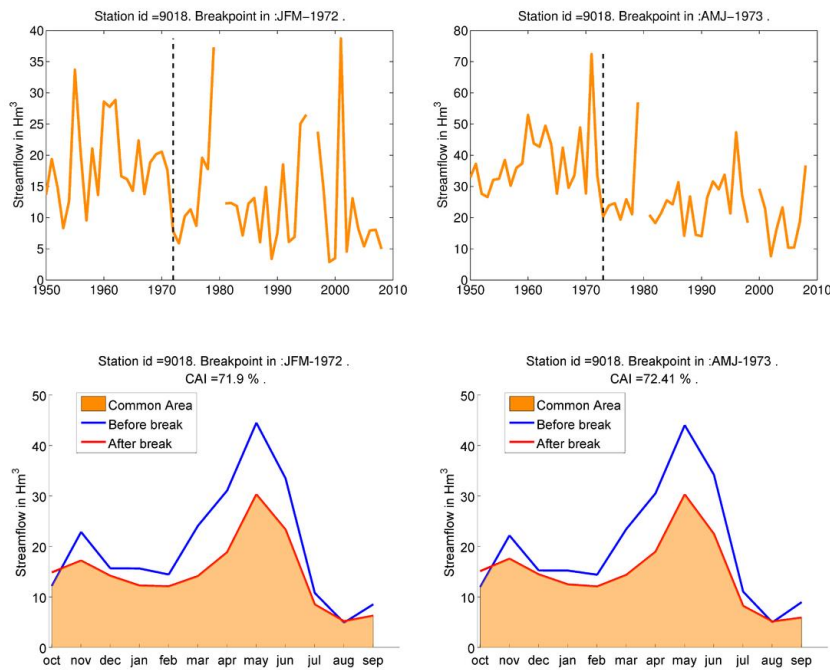 Station id =9018. Breakpoint in :JFM−1972 .
Streamflow in Hm³
40
35
30
25
20
15
10
5
0
1950 1960 1970 1980 1990 2000 2010
Station id =9018. Breakpoint in :AMJ−1973 .
Streamflow in Hm³
80
70
60
50
40
30
20
10
0
1950 1960 1970 1980 1990 2000 2010
Station id =9018. Breakpoint in :JFM-1972 .
CAI =71.9 % .
Streamflow in Hm³
50
40
30
20
10
0
Common Area
Before break
After break
oct nov dec jan feb mar apr may jun jul aug sep
Station id =9018. Breakpoint in :AMJ-1973 .
CAI =72.41 % .
Streamflow in Hm³
50
40
30
20
10
0
Common Area
Before break
After break
oct nov dec jan feb mar apr may jun jul aug sep